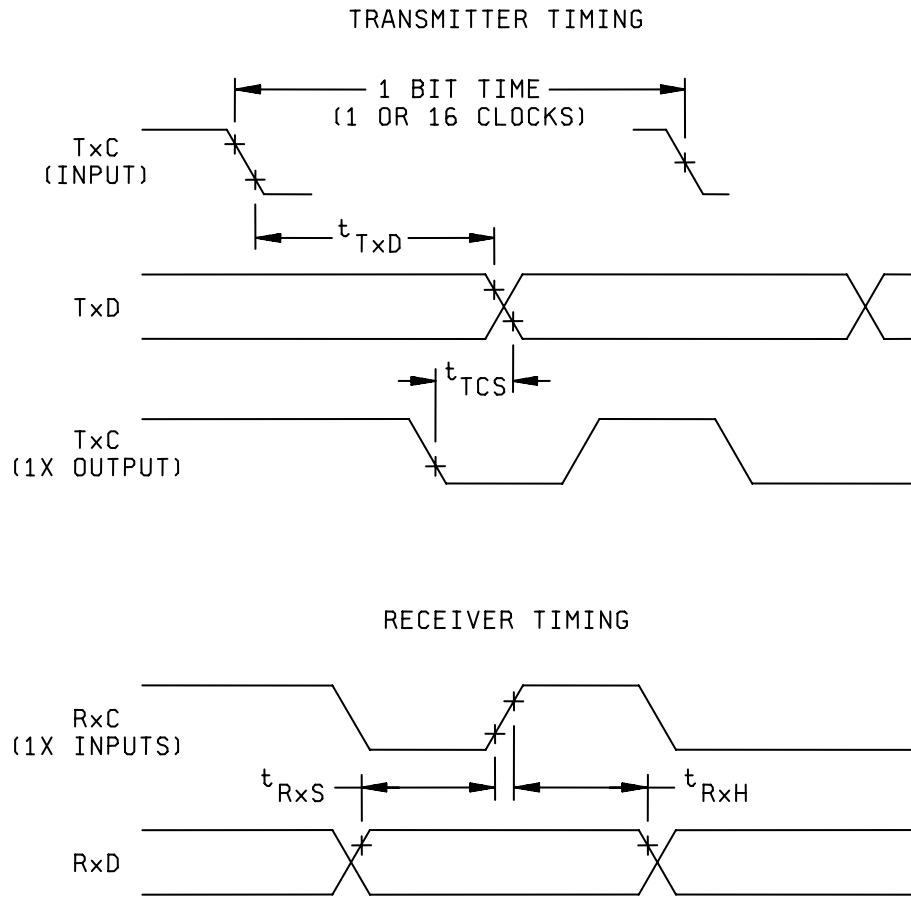 TRANSMITTER TIMING
1 BIT TIME
(1 OR 16 CLOCKS)
TxC
(INPUT)
tTxD
TxD
tTCS
TxC
(1X OUTPUT)
RECEIVER TIMING
RxC
(1X INPUTS)
tRxS
tRxH
RxD